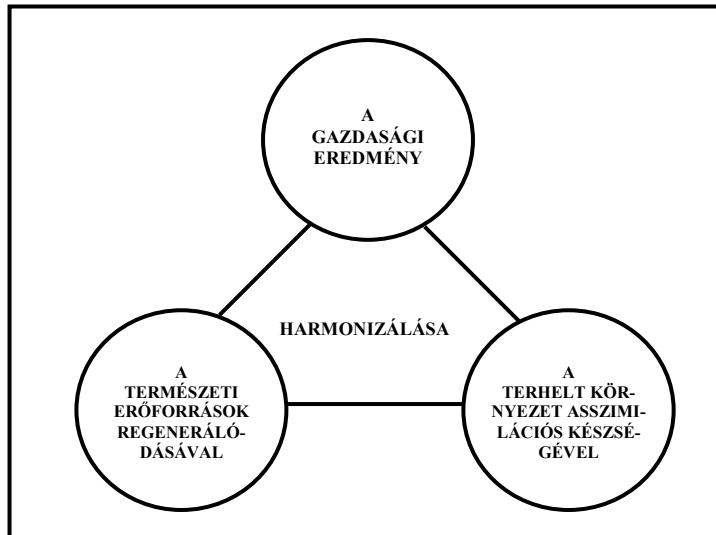 A
GAZDASÁGI
EREDMÉNY
HARMONIZÁLÁSA
A
TERMÉSZETI
ERŐFORRÁSOK
REGENERÁLÓ-
DÁSÁVAL
A
TERHELT KÖR-
NYEZET ASSZIMI-
LÁCIÓS KÉSZSÉ-
GÉVEL